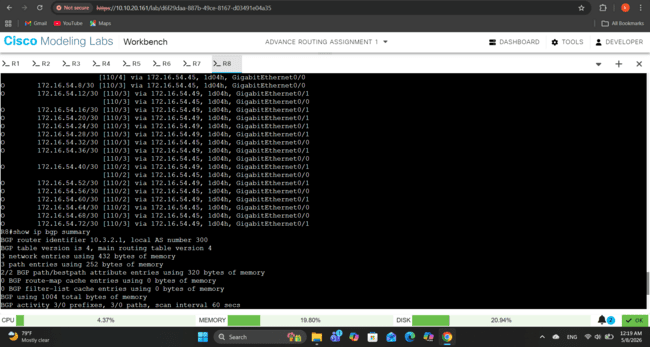 Not secure
https://10.10.20.161/lab/d6f29daa-887b-49ce-8167-d03491e04a35
Gmail
YouTube
Maps
All Bookmarks
Cisco Modeling Labs
Workbench
ADVANCE ROUTING ASSIGNMENT 1
DASHBOARD
TOOLS
DEVELOPER
R1
R2
R3
R4
R5
R6
R7
R8
[110/4] via 172.16.54.45, 1d04h, GigabitEthernet0/0
O 172.16.54.8/30 [110/3] via 172.16.54.45, 1d04h, GigabitEthernet0/0
O 172.16.54.12/30 [110/3] via 172.16.54.49, 1d04h, GigabitEthernet0/1
[110/3] via 172.16.54.45, 1d04h, GigabitEthernet0/0
O 172.16.54.16/30 [110/3] via 172.16.54.49, 1d04h, GigabitEthernet0/1
O 172.16.54.20/30 [110/3] via 172.16.54.49, 1d04h, GigabitEthernet0/1
O 172.16.54.24/30 [110/3] via 172.16.54.49, 1d04h, GigabitEthernet0/1
O 172.16.54.28/30 [110/3] via 172.16.54.49, 1d04h, GigabitEthernet0/1
O 172.16.54.32/30 [110/3] via 172.16.54.45, 1d04h, GigabitEthernet0/0
O 172.16.54.36/30 [110/3] via 172.16.54.49, 1d04h, GigabitEthernet0/1
[110/3] via 172.16.54.45, 1d04h, GigabitEthernet0/0
O 172.16.54.40/30 [110/2] via 172.16.54.49, 1d04h, GigabitEthernet0/1
[110/2] via 172.16.54.45, 1d04h, GigabitEthernet0/0
O 172.16.54.52/30 [110/2] via 172.16.54.45, 1d04h, GigabitEthernet0/0
O 172.16.54.56/30 [110/2] via 172.16.54.45, 1d04h, GigabitEthernet0/0
O 172.16.54.60/30 [110/2] via 172.16.54.49, 1d04h, GigabitEthernet0/1
O 172.16.54.64/30 [110/2] via 172.16.54.49, 1d04h, GigabitEthernet0/1
O 172.16.54.68/30 [110/3] via 172.16.54.45, 1d04h, GigabitEthernet0/0
O 172.16.54.72/30 [110/3] via 172.16.54.49, 1d04h, GigabitEthernet0/1
R8#show ip bgp summary
BGP router identifier 10.3.2.1, local AS number 300
BGP table version is 4, main routing table version 4
3 network entries using 432 bytes of memory
3 path entries using 252 bytes of memory
2/2 BGP path/bestpath attribute entries using 320 bytes of memory
0 BGP route-map cache entries using 0 bytes of memory
0 BGP filter-list cache entries using 0 bytes of memory
BGP using 1004 total bytes of memory
BGP activity 3/0 prefixes, 3/0 paths, scan interval 60 secs
CPU 4.37%
MEMORY 19.80%
DISK 20.94%
2
OK
79°F
Mostly clear
Search
ENG
12:19 AM
5/8/2026